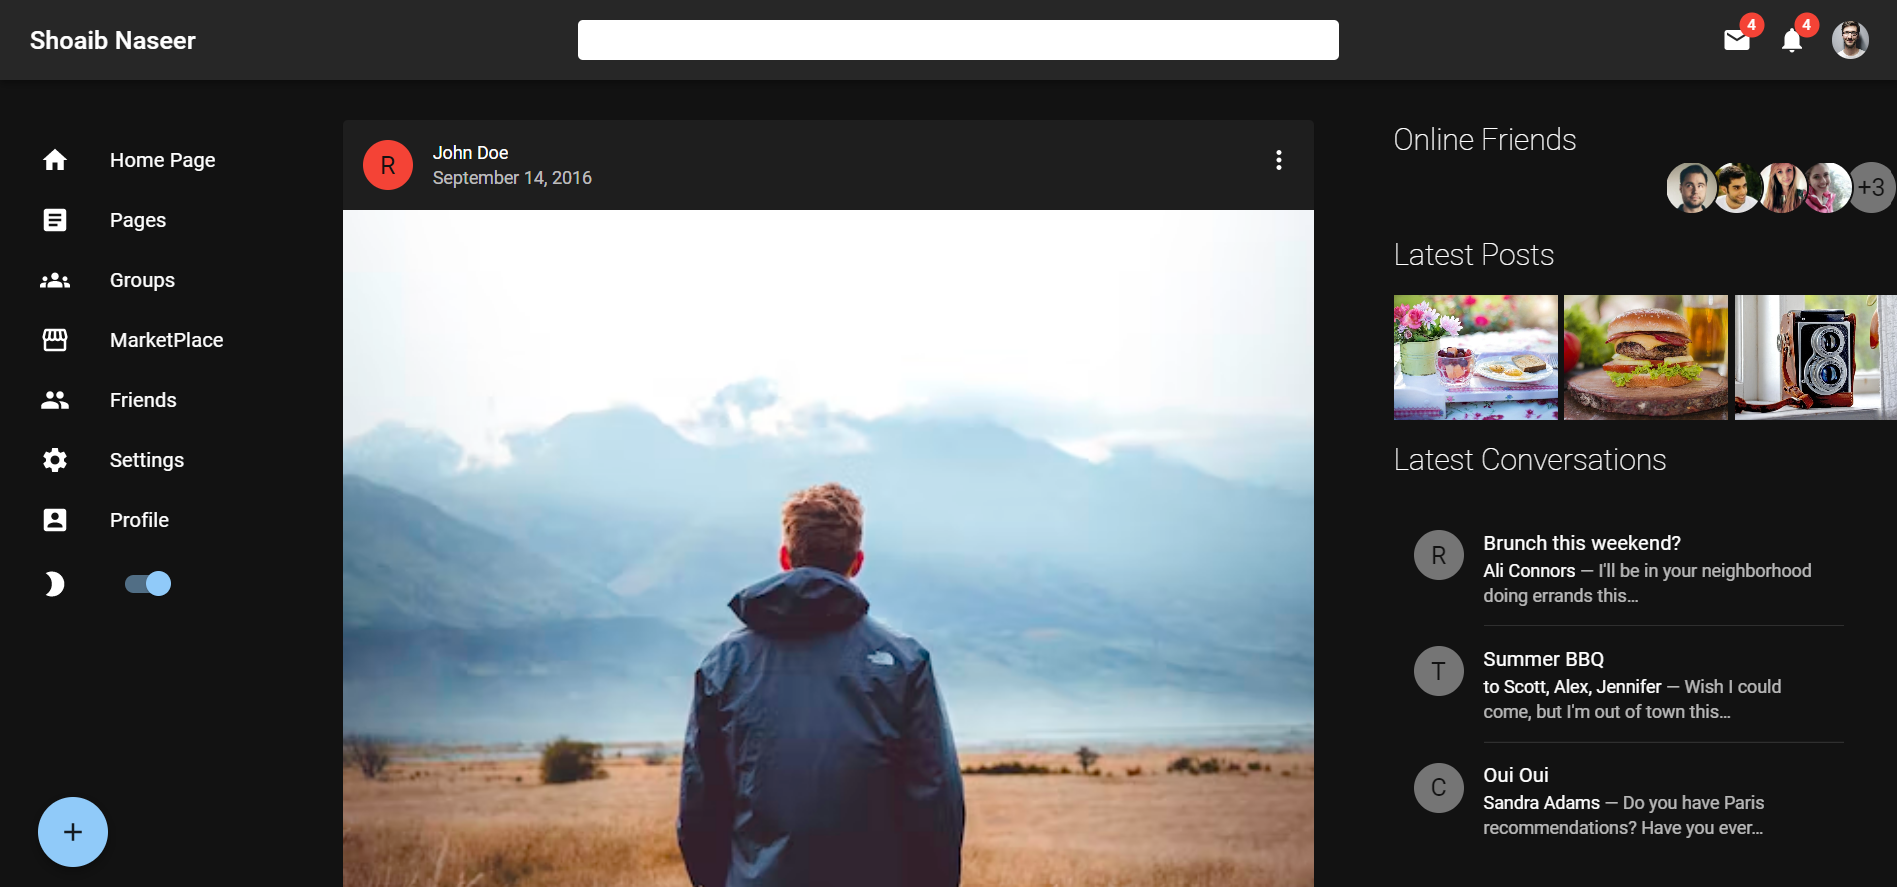 Shoaib Naseer
4
4
Home Page
Pages
Groups
MarketPlace
Friends
Settings
Profile
R
John Doe
September 14, 2016
Online Friends
+3
Latest Posts
Latest Conversations
R
Brunch this weekend?
Ali Connors — I'll be in your neighborhood
doing errands this…
T
Summer BBQ
to Scott, Alex, Jennifer — Wish I could
come, but I'm out of town this…
C
Oui Oui
Sandra Adams — Do you have Paris
recommendations? Have you ever…
+